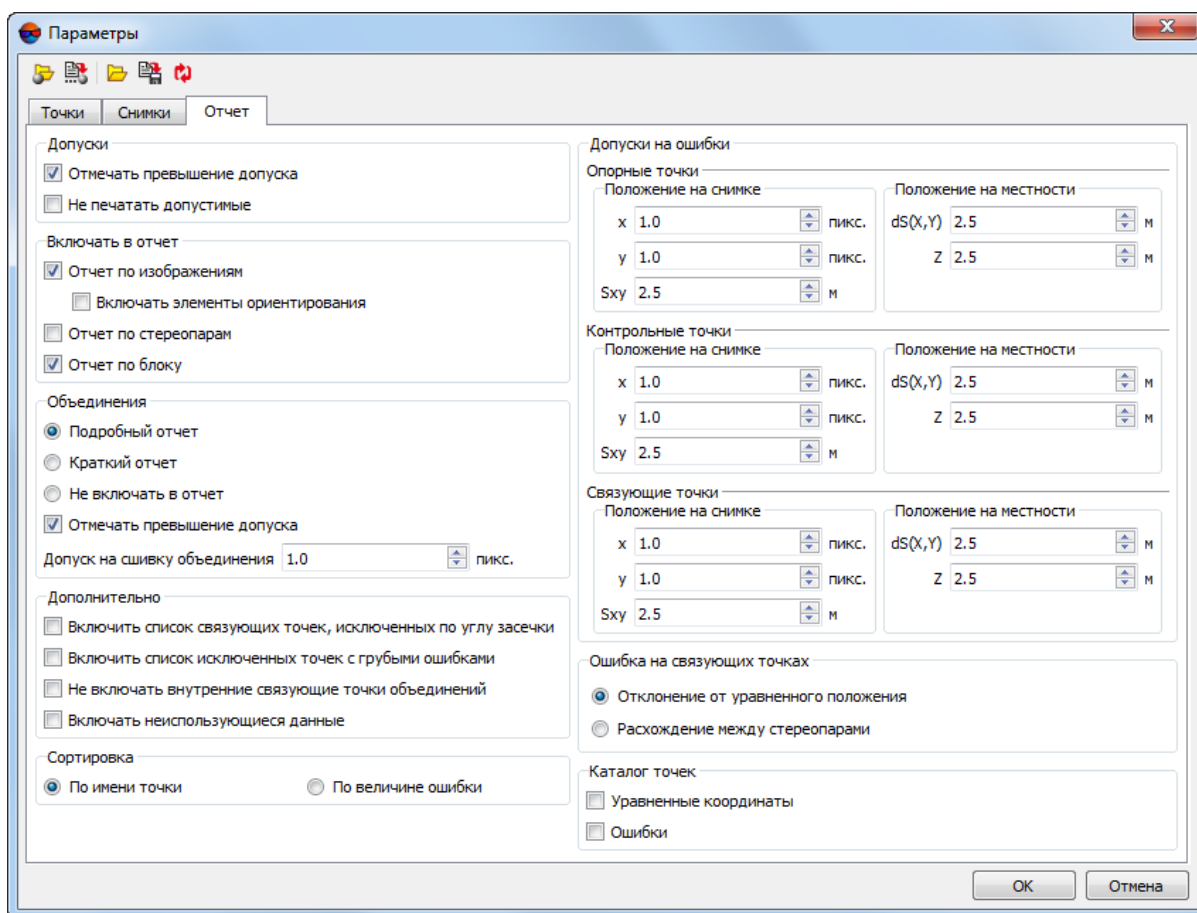 Параметры
Точки Снимки Отчет
Допуски
Отмечать превышение допуска
Не печатать допустимые
Включать в отчет
Отчет по изображениям
Включать элементы ориентирования
Отчет по стереопарам
Отчет по блоку
Объединения
Подробный отчет
Краткий отчет
Не включать в отчет
Отмечать превышение допуска
Допуск на сшивку объединения 1.0 пикс.
Дополнительно
Включить список связующих точек, исключенных по углу засечки
Включить список исключенных точек с грубыми ошибками
Не включать внутренние связующие точки объединений
Включать неиспользующиеся данные
Сортировка
По имени точки По величине ошибки
Допуски на ошибки
Опорные точки
Положение на снимке Положение на местности
x 1.0 пикс. dS(X,Y) 2.5 м
y 1.0 пикс. Z 2.5 м
Sxy 2.5 м
Контрольные точки
Положение на снимке Положение на местности
x 1.0 пикс. dS(X,Y) 2.5 м
y 1.0 пикс. Z 2.5 м
Sxy 2.5 м
Связующие точки
Положение на снимке Положение на местности
x 1.0 пикс. dS(X,Y) 2.5 м
y 1.0 пикс. Z 2.5 м
Sxy 2.5 м
Ошибка на связующих точках
Отклонение от уравненного положения
Расхождение между стереопарами
Каталог точек
Уравненные координаты
Ошибки
OK Отмена